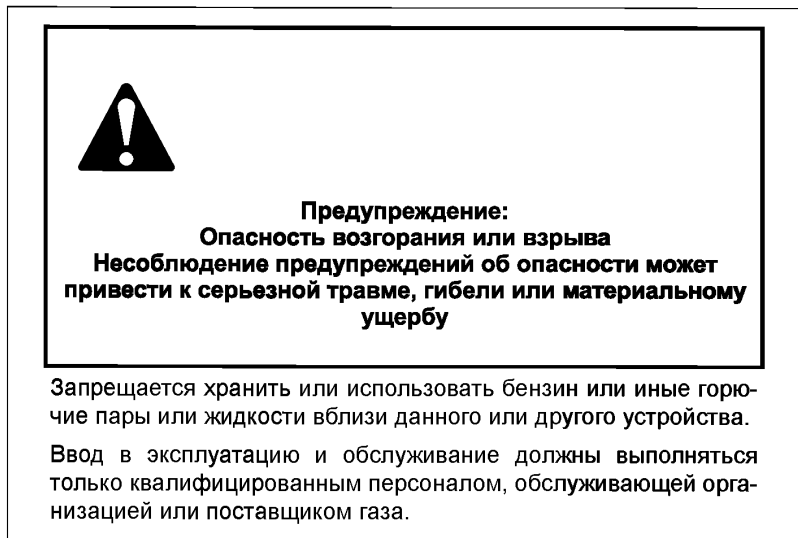 Предупреждение:
Опасность возгорания или взрыва
Несоблюдение предупреждений об опасности может
привести к серьезной травме, гибели или материальному
ущербу
Запрещается хранить или использовать бензин или иные горю-
чие пары или жидкости вблизи данного или другого устройства.
Ввод в эксплуатацию и обслуживание должны выполняться
только квалифицированным персоналом, обслуживающей орга-
низацией или поставщиком газа.